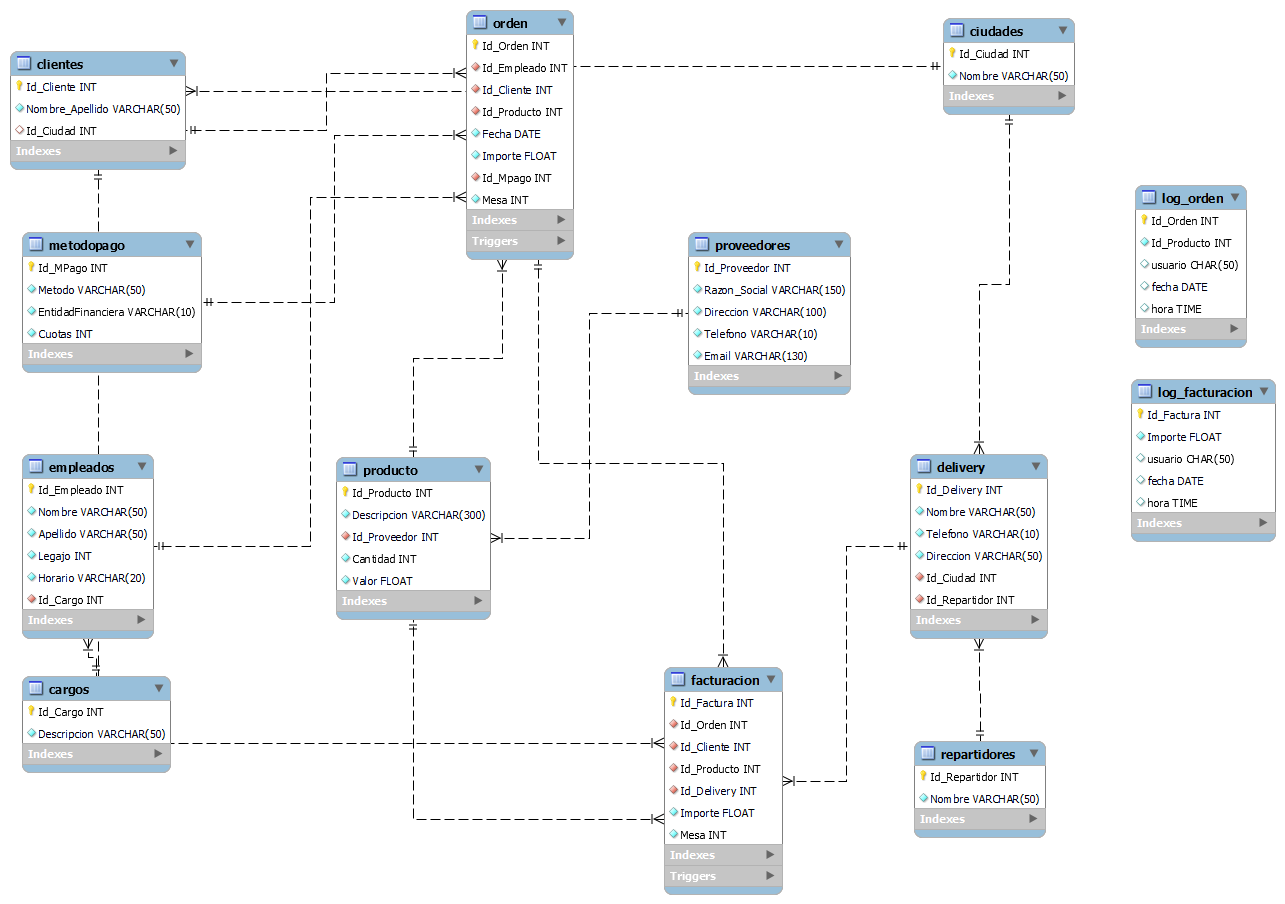 orden
Id_Orden INT
Id_Empleado INT
Id_Cliente INT
Id_Producto INT
Fecha DATE
Importe FLOAT
Id_Mpago INT
Mesa INT
Indexes
Triggers
ciudades
Id_Ciudad INT
Nombre VARCHAR(50)
Indexes
clientes
Id_Cliente INT
Nombre_Apellido VARCHAR(50)
Id_Ciudad INT
Indexes
log_orden
Id_Orden INT
Id_Producto INT
usuario CHAR(50)
fecha DATE
hora TIME
Indexes
metodopago
Id_MPago INT
Metodo VARCHAR(50)
EntidadFinanciera VARCHAR(10)
Cuotas INT
Indexes
proveedores
Id_Proveedor INT
Razon_Social VARCHAR(150)
Direccion VARCHAR(100)
Telefono VARCHAR(10)
Email VARCHAR(130)
Indexes
log_facturacion
Id_Factura INT
Importe FLOAT
usuario CHAR(50)
fecha DATE
hora TIME
Indexes
empleados
Id_Empleado INT
Nombre VARCHAR(50)
Apellido VARCHAR(50)
Legajo INT
Horario VARCHAR(20)
Id_Cargo INT
Indexes
producto
Id_Producto INT
Descripcion VARCHAR(300)
Id_Proveedor INT
Cantidad INT
Valor FLOAT
Indexes
delivery
Id_Delivery INT
Nombre VARCHAR(50)
Telefono VARCHAR(10)
Direccion VARCHAR(50)
Id_Ciudad INT
Id_Repartidor INT
Indexes
cargos
Id_Cargo INT
Descripcion VARCHAR(50)
Indexes
facturacion
Id_Factura INT
Id_Orden INT
Id_Cliente INT
Id_Producto INT
Id_Delivery INT
Importe FLOAT
Mesa INT
Indexes
Triggers
repartidores
Id_Repartidor INT
Nombre VARCHAR(50)
Indexes